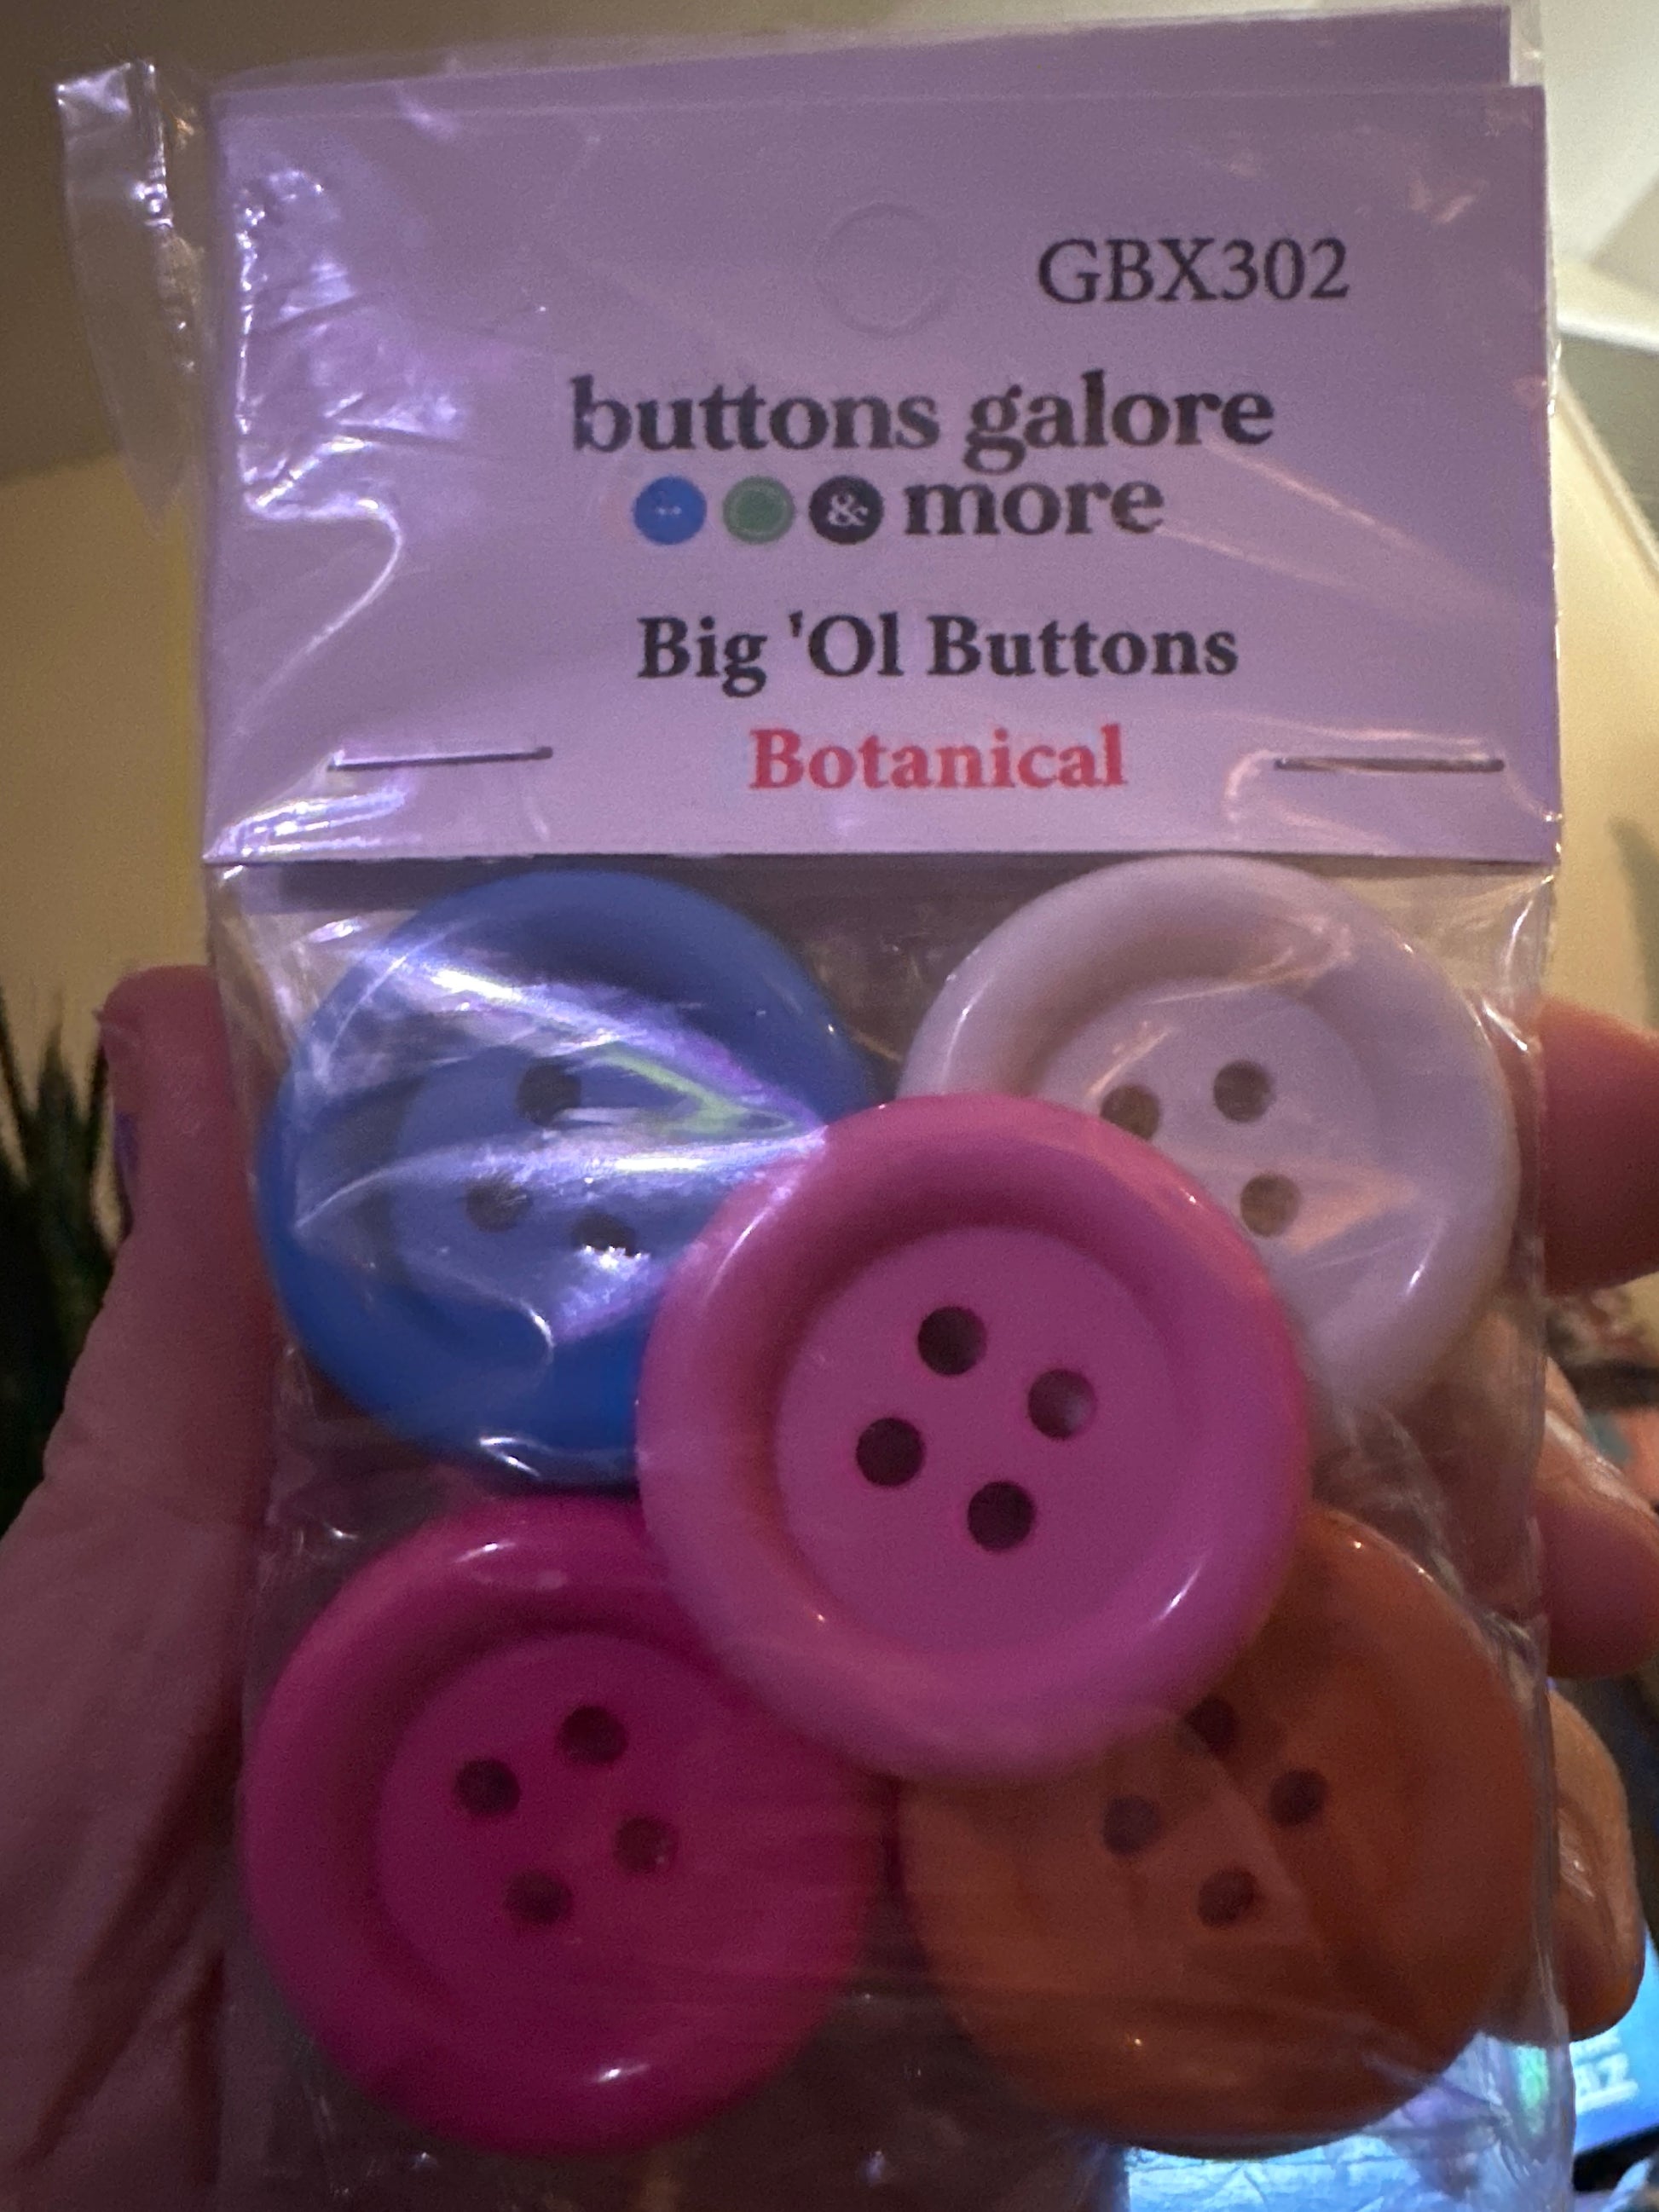 GBX302
buttons galore
& more
Big 'Ol Buttons
Botanical